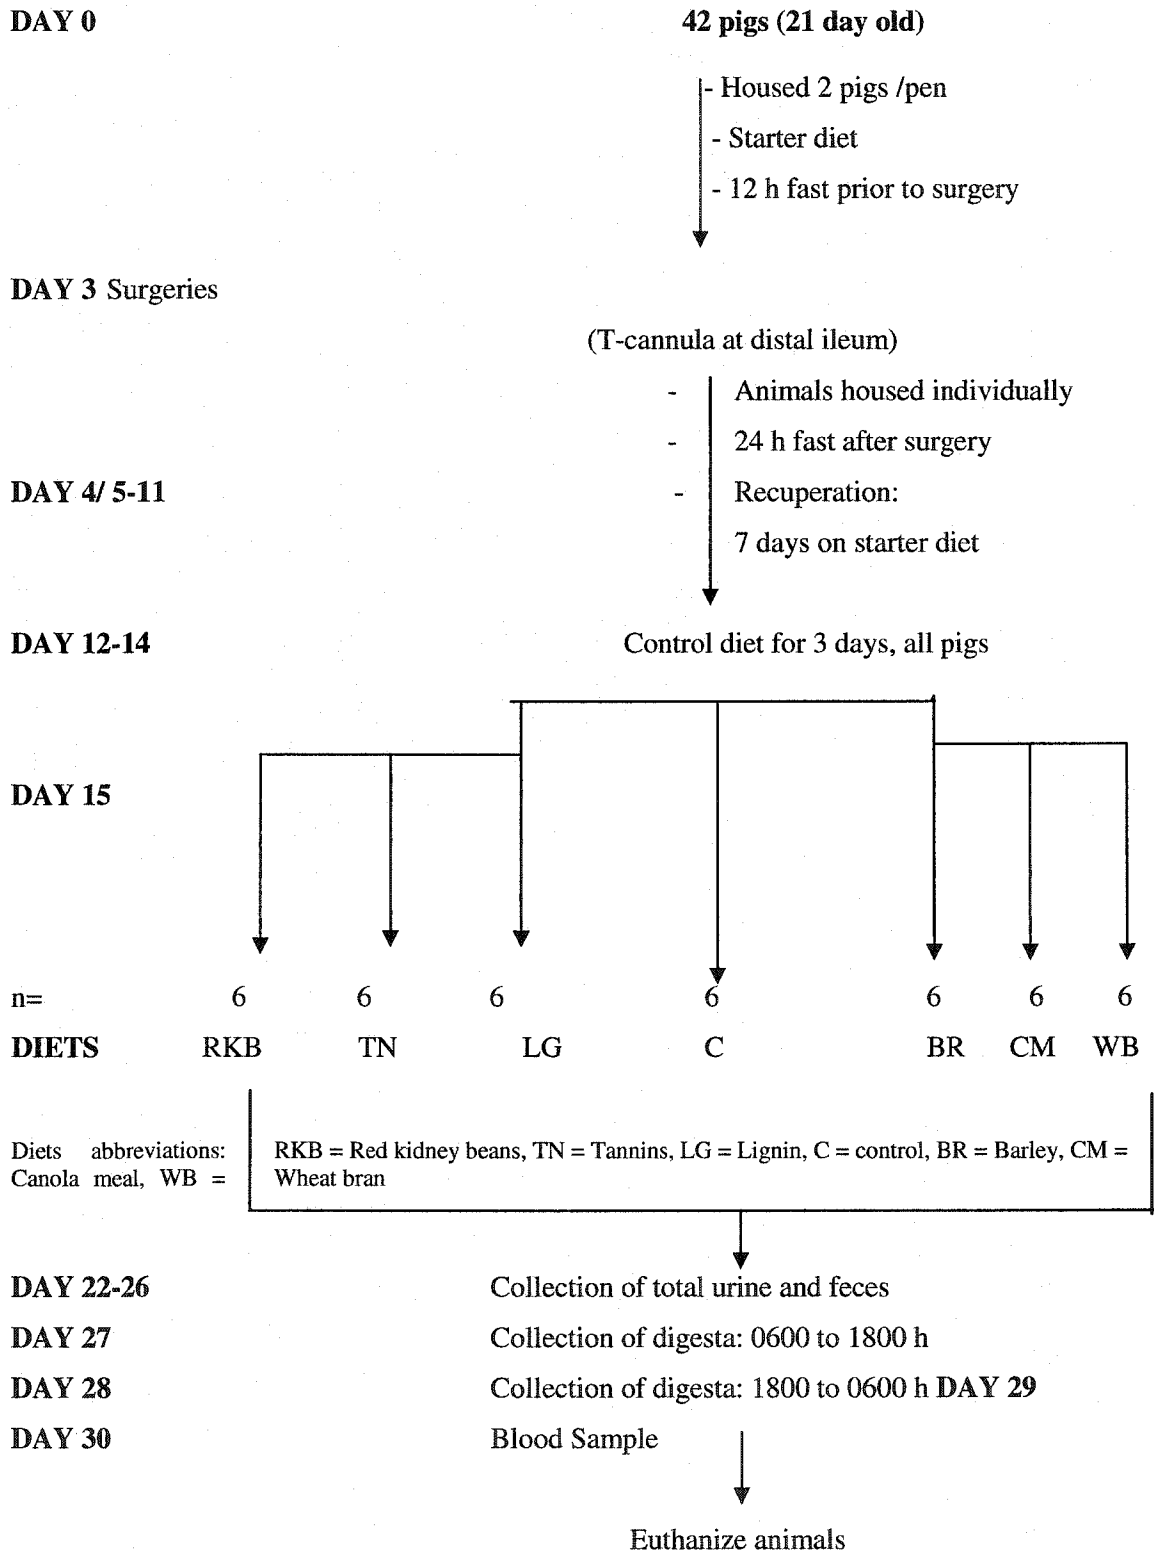 DAY 0 42 pigs (21 day old)
- Housed 2 pigs /pen
- Starter diet
- 12 h fast prior to surgery
DAY 3 Surgeries
(T-cannula at distal ileum)
- Animals housed individually
- 24 h fast after surgery
DAY 4/ 5-11 - Recuperation:
7 days on starter diet
DAY 12-14 Control diet for 3 days, all pigs
DAY 15
n= 6 6 6 6 6 6 6
DIETS RKB TN LG C BR CM WB
Diets abbreviations: RKB = Red kidney beans, TN = Tannins, LG = Lignin, C = control, BR = Barley, CM =
Canola meal, WB = Wheat bran
DAY 22-26 Collection of total urine and feces
DAY 27 Collection of digesta: 0600 to 1800 h
DAY 28 Collection of digesta: 1800 to 0600 h DAY 29
DAY 30 Blood Sample
Euthanize animals